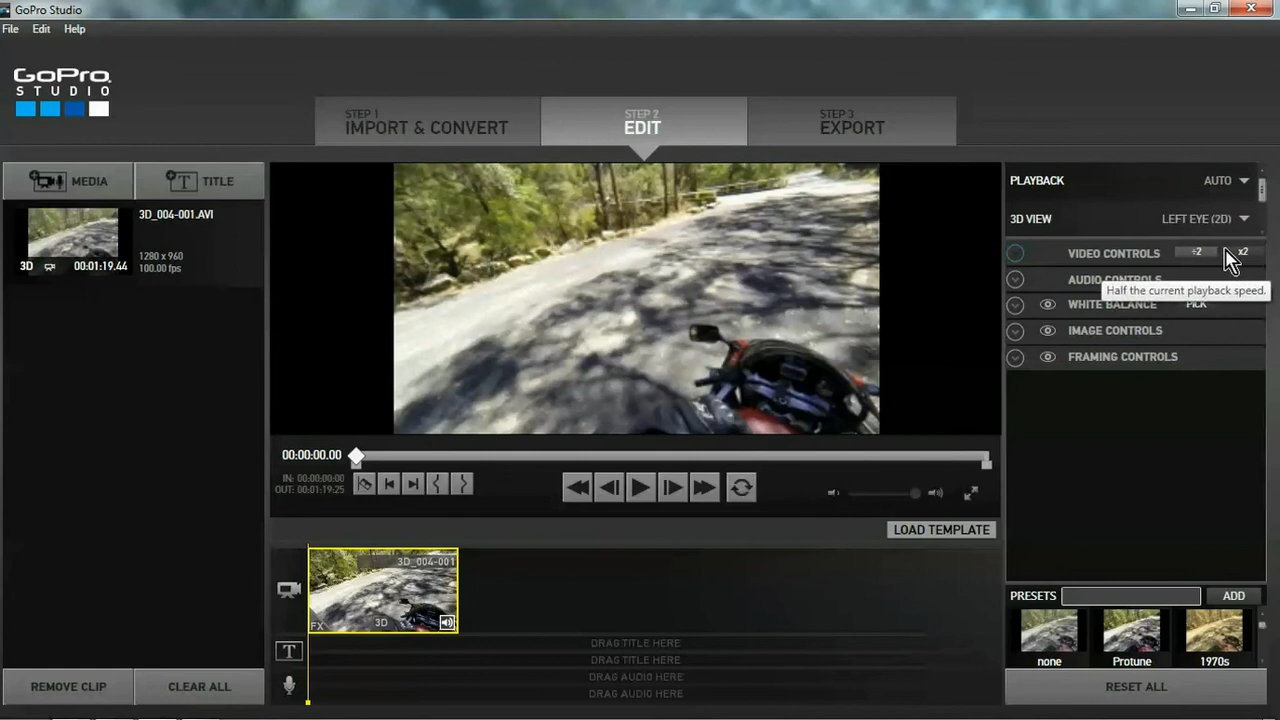 GoPro Studio
File Edit Help
GoPro
STUDIO
STEP 1
IMPORT & CONVERT
STEP 2
EDIT
STEP 3
EXPORT
MEDIA
TITLE
3D_004-001.AVI
3D 00:01:19.44
1280 x 960
100.00 fps
PLAYBACK AUTO
3D VIEW LEFT EYE (2D)
VIDEO CONTROLS ÷2 x2
AUDIO CONTROLS
Half the current playback speed.
WHITE BALANCE PICK
IMAGE CONTROLS
FRAMING CONTROLS
00:00:00.00
IN: 00:00:00:00
OUT: 00:01:19:25
LOAD TEMPLATE
3D_004-001
FX 3D
T
DRAG TITLE HERE
DRAG TITLE HERE
DRAG AUDIO HERE
DRAG AUDIO HERE
PRESETS ADD
none Protune 1970s
REMOVE CLIP CLEAR ALL
RESET ALL